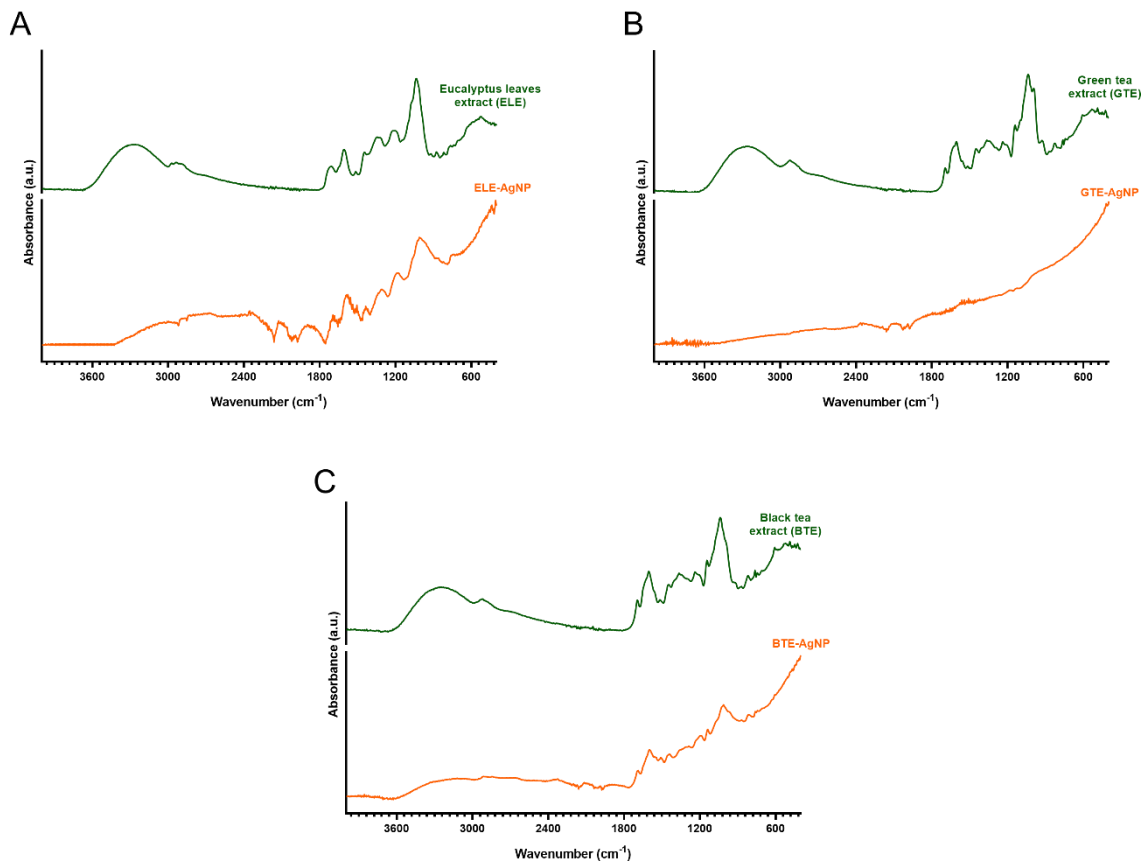 A
Eucalyptus leaves
extract (ELE)
ELE-AgNP
Absorbance (a.u.)
3600 3000 2400 1800 1200 600
Wavenumber (cm⁻¹)
B
Green tea
extract (GTE)
GTE-AgNP
Absorbance (a.u.)
3600 3000 2400 1800 1200 600
Wavenumber (cm⁻¹)
C
Black tea
extract (BTE)
BTE-AgNP
Absorbance (a.u.)
3600 3000 2400 1800 1200 600
Wavenumber (cm⁻¹)